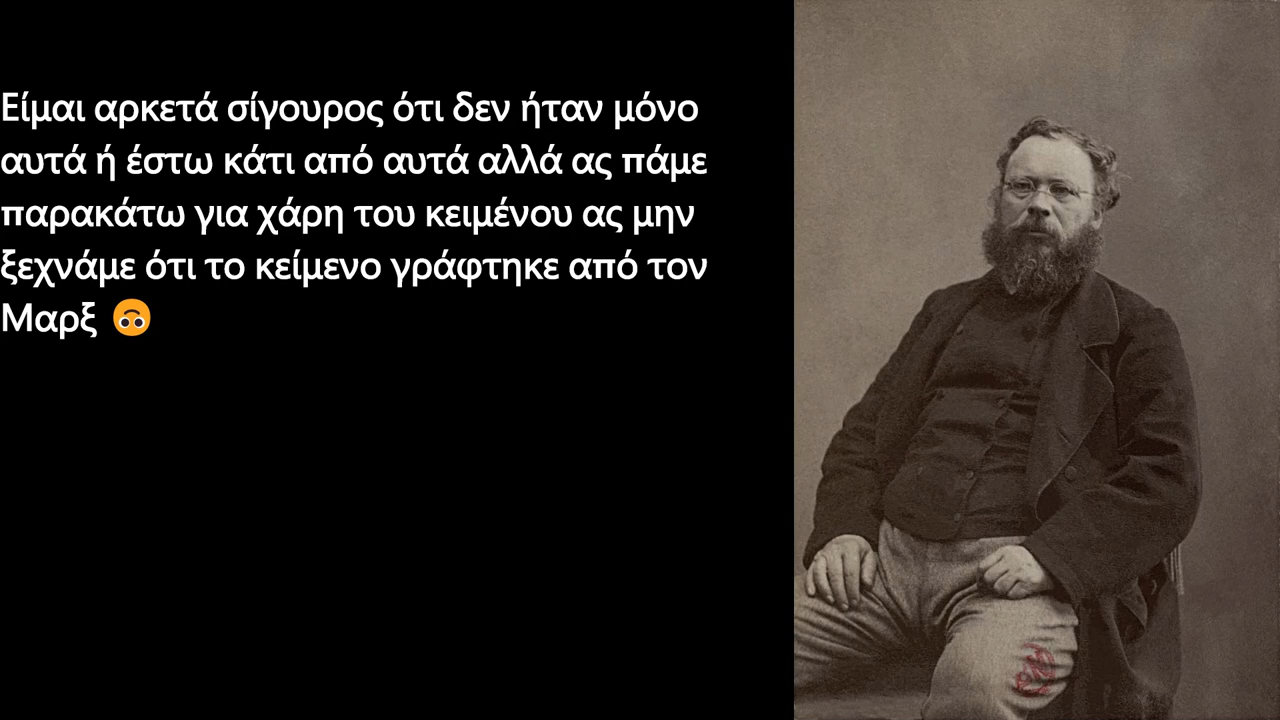 Είμαι αρκετά σίγουρος ότι δεν ήταν μόνο
αυτά ή έστω κάτι από αυτά αλλά ας πάμε
παρακάτω για χάρη του κειμένου ας μην
ξεχνάμε ότι το κείμενο γράφτηκε από τον
Μαρξ 🙃